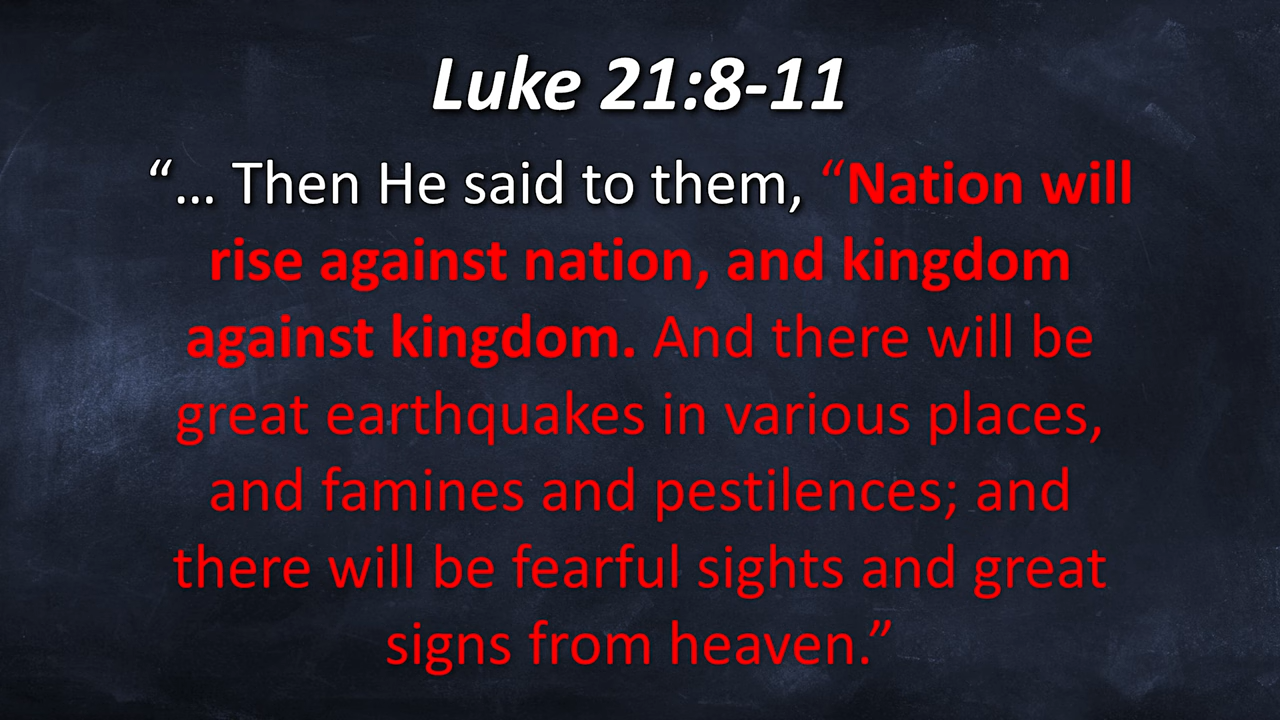 Luke 21:8-11
“… Then He said to them, “Nation will
rise against nation, and kingdom
against kingdom. And there will be
great earthquakes in various places,
and famines and pestilences; and
there will be fearful sights and great
signs from heaven.”